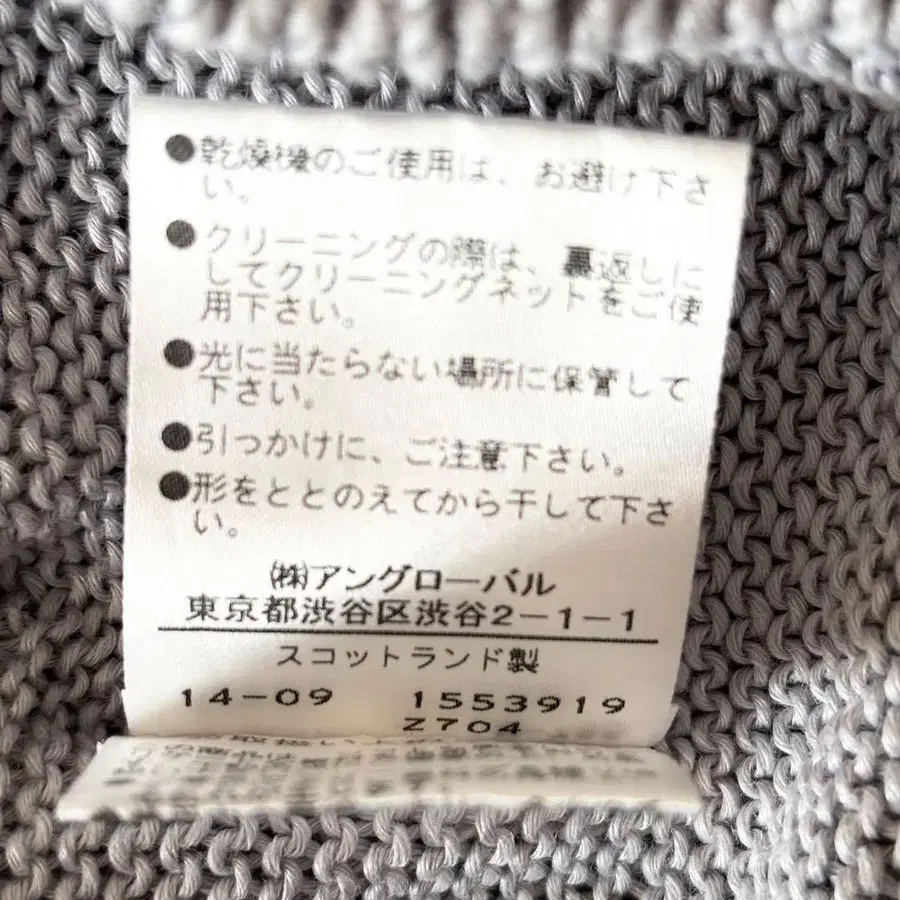 ●乾燥機のご使用は、お避け下さ
い。
●クリーニングの際は、裏返しに
してクリーニングネットをご使
用下さい。
●光に当たらない場所に保管して
下さい。
●引っかけに、ご注意下さい。
●形をととのえてから干して下さ
い。
㈱アングローバル
東京都渋谷区渋谷2-1-1
スコットランド製
14-09 1553919
Z704